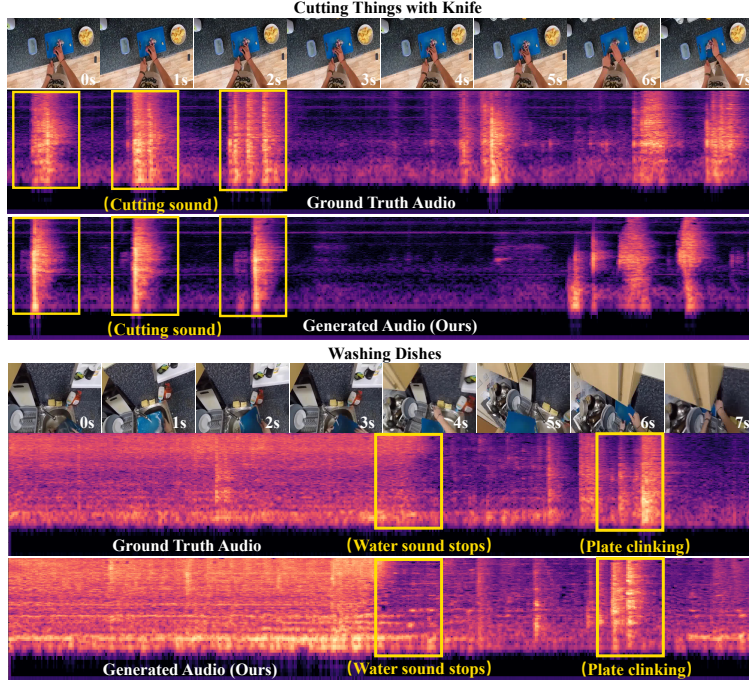 Cutting Things with Knife
0s 1s 2s 3s 4s 5s 6s 7s
(Cutting sound)
Ground Truth Audio
(Cutting sound)
Generated Audio (Ours)
Washing Dishes
0s 1s 2s 3s 4s 5s 6s 7s
Ground Truth Audio (Water sound stops) (Plate clinking)
Generated Audio (Ours) (Water sound stops) (Plate clinking)